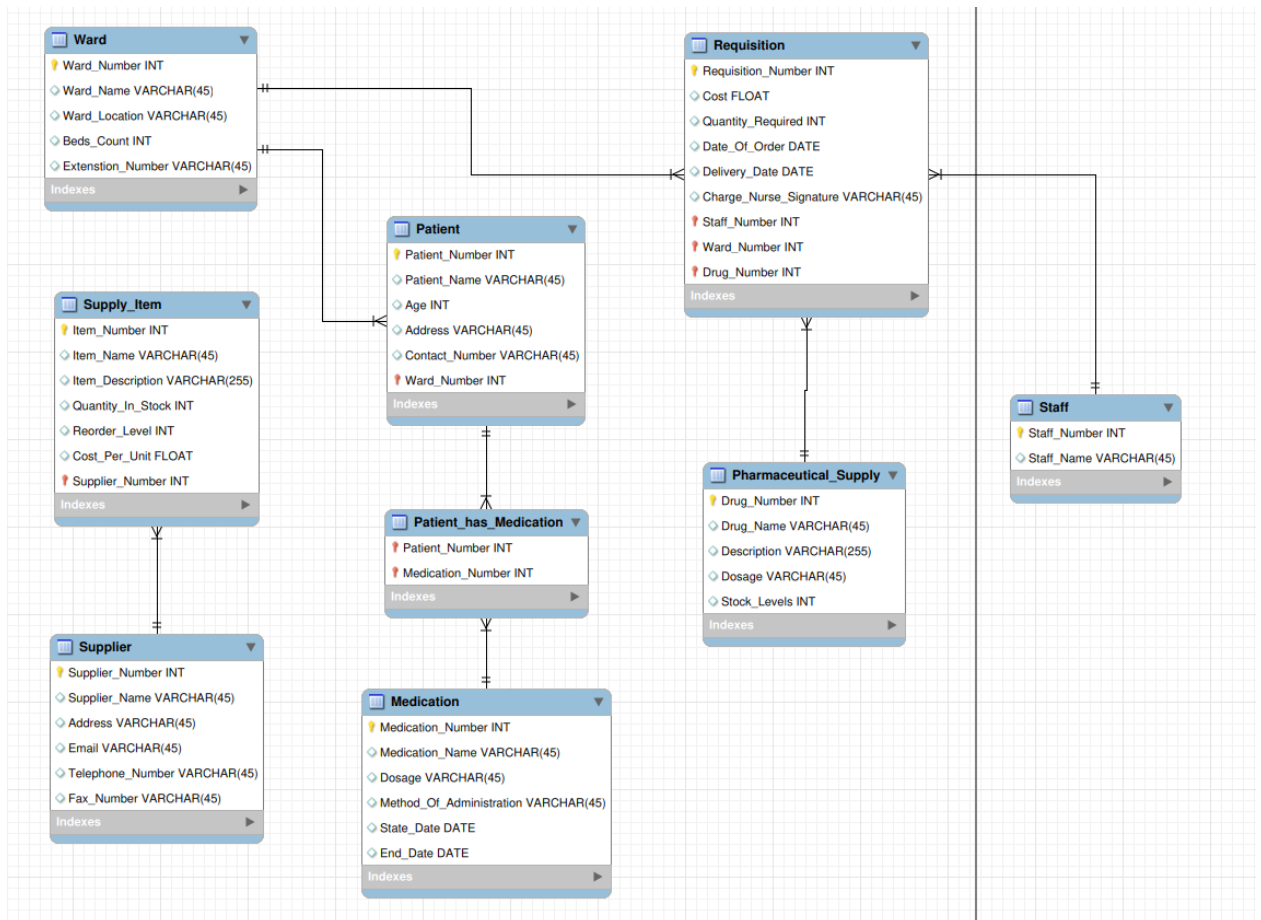 Ward
Ward_Number INT
Ward_Name VARCHAR(45)
Ward_Location VARCHAR(45)
Beds_Count INT
Extenstion_Number VARCHAR(45)
Indexes
Requisition
Requisition_Number INT
Cost FLOAT
Quantity_Required INT
Date_Of_Order DATE
Delivery_Date DATE
Charge_Nurse_Signature VARCHAR(45)
Staff_Number INT
Ward_Number INT
Drug_Number INT
Indexes
Patient
Patient_Number INT
Patient_Name VARCHAR(45)
Age INT
Address VARCHAR(45)
Contact_Number VARCHAR(45)
Ward_Number INT
Indexes
Supply_Item
Item_Number INT
Item_Name VARCHAR(45)
Item_Description VARCHAR(255)
Quantity_In_Stock INT
Reorder_Level INT
Cost_Per_Unit FLOAT
Supplier_Number INT
Indexes
Staff
Staff_Number INT
Staff_Name VARCHAR(45)
Indexes
Pharmaceutical_Supply
Drug_Number INT
Drug_Name VARCHAR(45)
Description VARCHAR(255)
Dosage VARCHAR(45)
Stock_Levels INT
Indexes
Patient_has_Medication
Patient_Number INT
Medication_Number INT
Indexes
Supplier
Supplier_Number INT
Supplier_Name VARCHAR(45)
Address VARCHAR(45)
Email VARCHAR(45)
Telephone_Number VARCHAR(45)
Fax_Number VARCHAR(45)
Indexes
Medication
Medication_Number INT
Medication_Name VARCHAR(45)
Dosage VARCHAR(45)
Method_Of_Administration VARCHAR(45)
State_Date DATE
End_Date DATE
Indexes